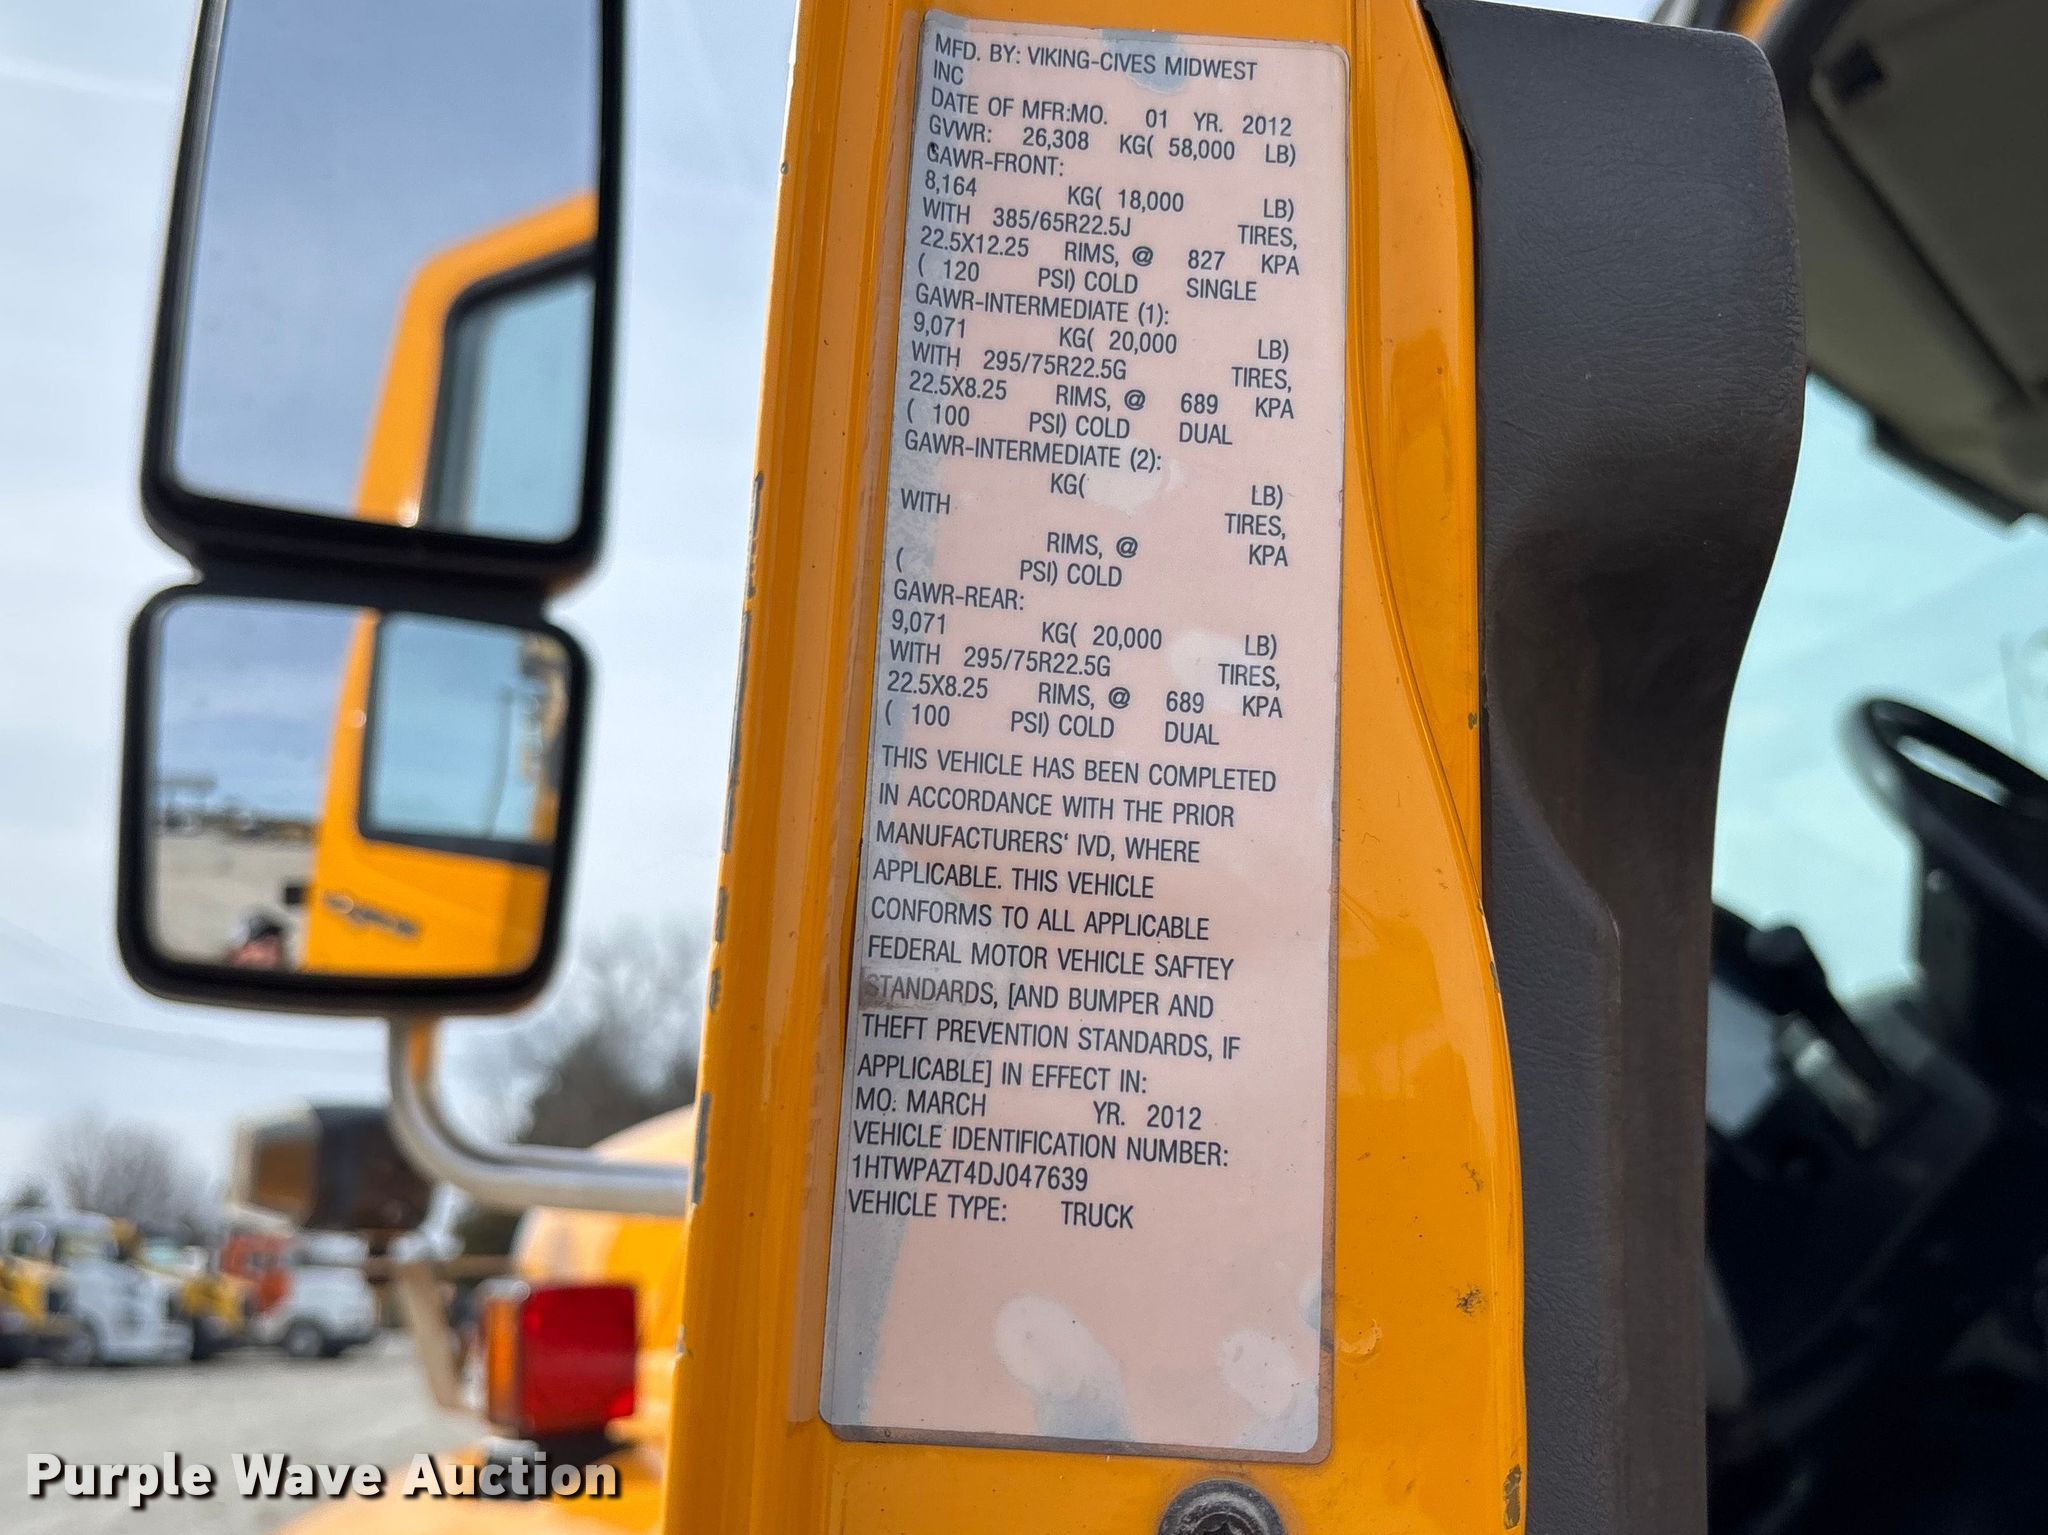 MFD. BY: VIKING-CIVES MIDWEST
INC
DATE OF MFR:MO. 01 YR. 2012
GVWR: 26,308 KG( 58,000 LB)
GAWR-FRONT:
8,164 KG( 18,000 LB)
WITH 385/65R22.5J TIRES,
22.5X12.25 RIMS, @ 827 KPA
( 120 PSI) COLD SINGLE
GAWR-INTERMEDIATE (1):
9,071 KG( 20,000 LB)
WITH 295/75R22.5G TIRES,
22.5X8.25 RIMS, @ 689 KPA
( 100 PSI) COLD DUAL
GAWR-INTERMEDIATE (2):
KG( LB)
WITH TIRES,
RIMS, @ KPA
( PSI) COLD
GAWR-REAR:
9,071 KG( 20,000 LB)
WITH 295/75R22.5G TIRES,
22.5X8.25 RIMS, @ 689 KPA
( 100 PSI) COLD DUAL
THIS VEHICLE HAS BEEN COMPLETED
IN ACCORDANCE WITH THE PRIOR
MANUFACTURERS' IVD, WHERE
APPLICABLE. THIS VEHICLE
CONFORMS TO ALL APPLICABLE
FEDERAL MOTOR VEHICLE SAFTEY
STANDARDS, [AND BUMPER AND
THEFT PREVENTION STANDARDS, IF
APPLICABLE] IN EFFECT IN:
MO. MARCH YR. 2012
VEHICLE IDENTIFICATION NUMBER:
1HTWPAZT4DJ047639
VEHICLE TYPE: TRUCK
Purple Wave Auction